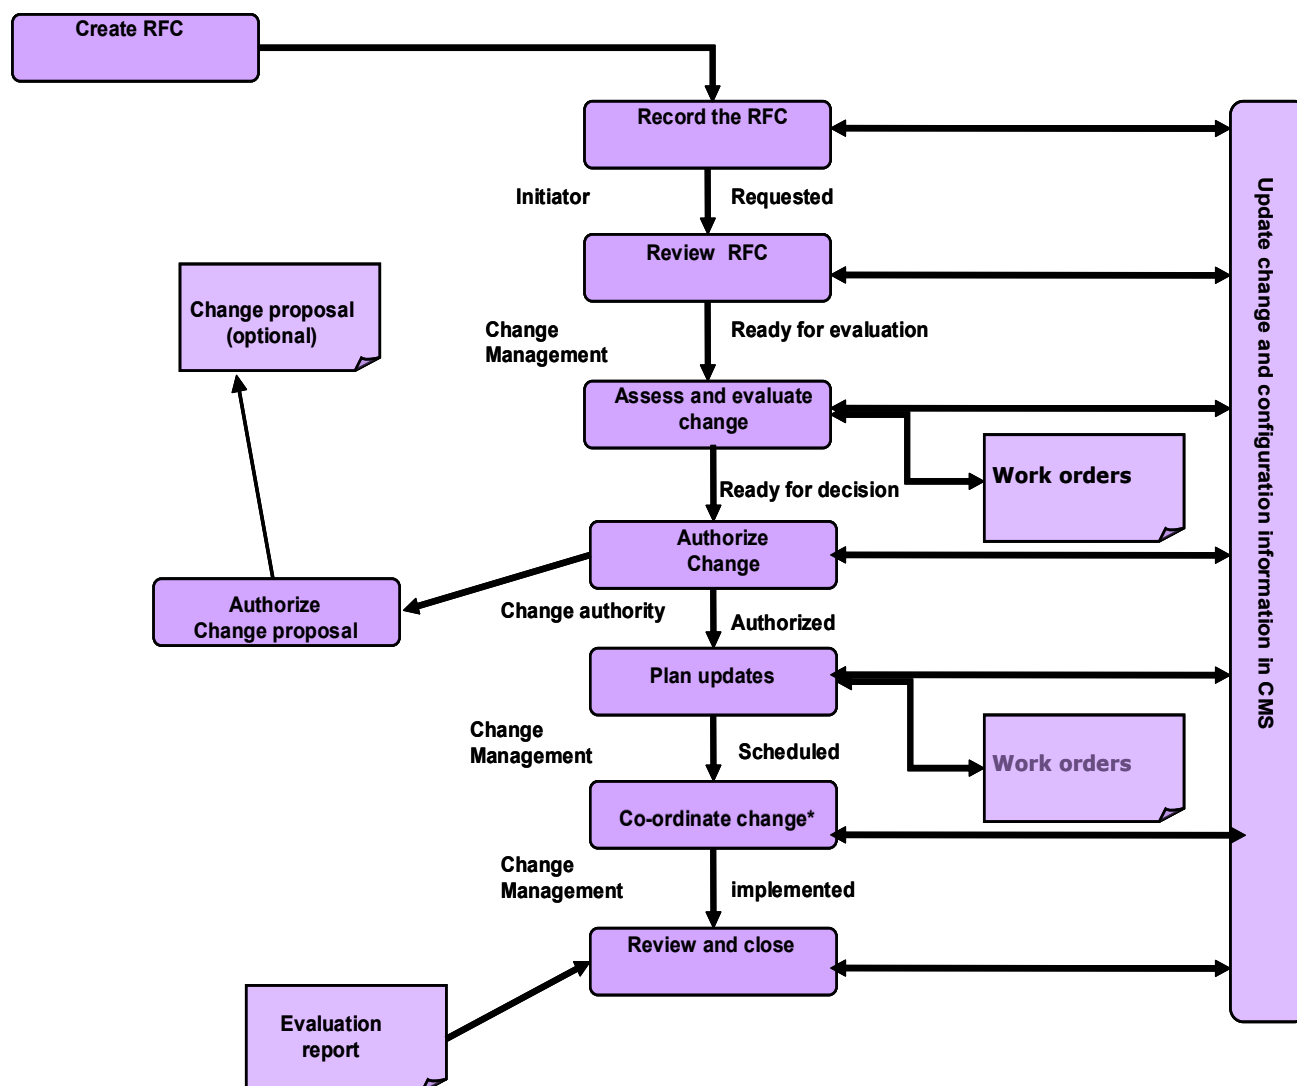 Create RFC
Record the RFC
Initiator
Requested
Review RFC
Change proposal
(optional)
Change
Management
Ready for evaluation
Assess and evaluate
change
Work orders
Ready for decision
Authorize
Change
Authorize
Change proposal
Change authority
Authorized
Plan updates
Change
Management
Scheduled
Work orders
Co-ordinate change*
Change
Management
implemented
Review and close
Evaluation
report
Update change and configuration information in CMS